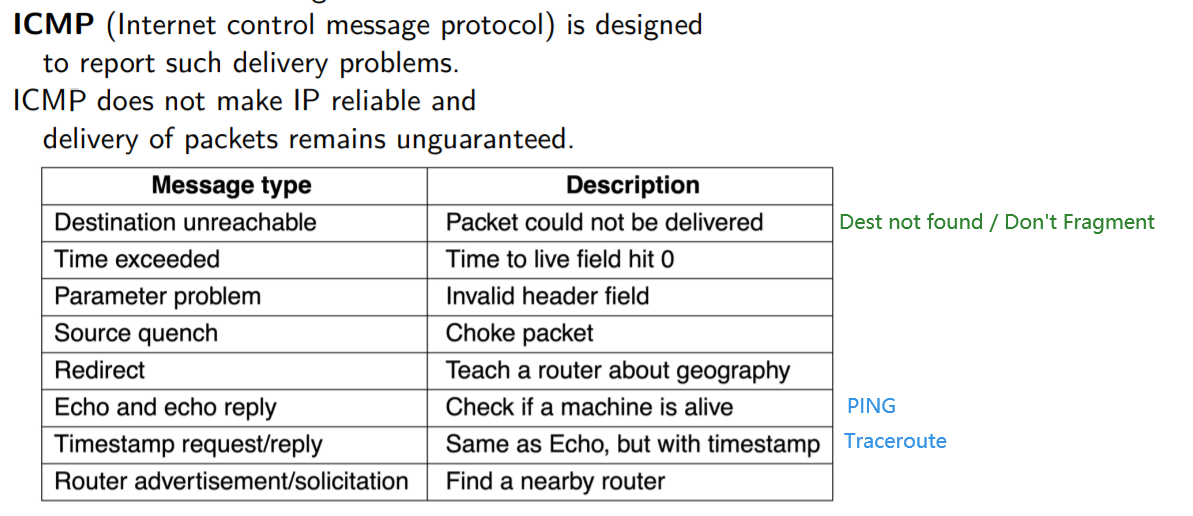 ICMP (Internet control message protocol) is designed
to report such delivery problems.
ICMP does not make IP reliable and
delivery of packets remains unguaranteed.
Message type Description
Destination unreachable Packet could not be delivered Dest not found / Don't Fragment
Time exceeded Time to live field hit 0
Parameter problem Invalid header field
Source quench Choke packet
Redirect Teach a router about geography
Echo and echo reply Check if a machine is alive PING
Timestamp request/reply Same as Echo, but with timestamp Traceroute
Router advertisement/solicitation Find a nearby router